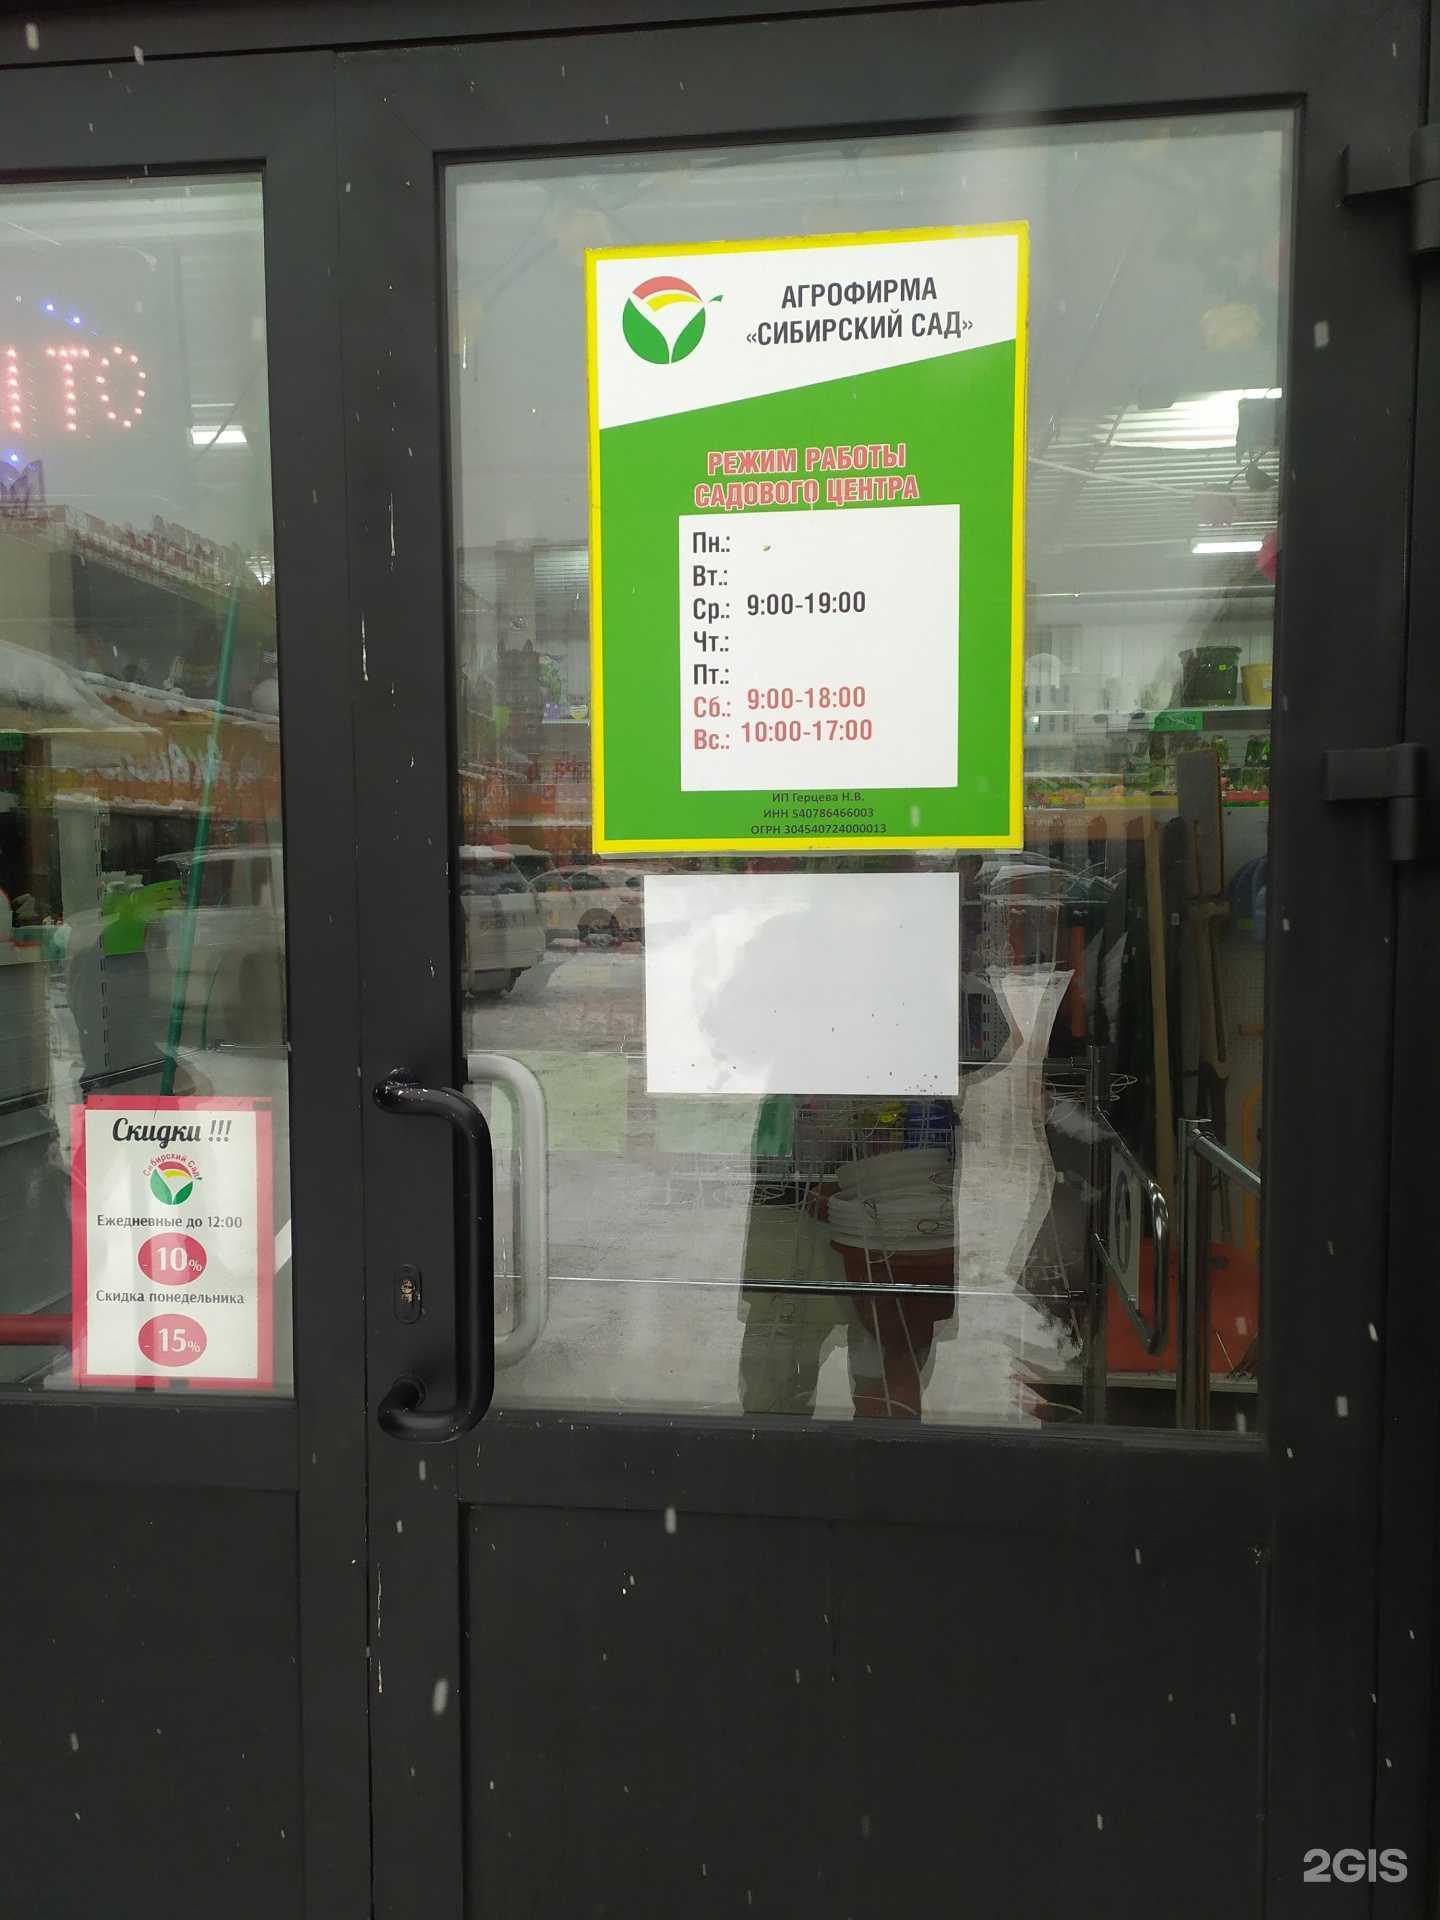 АГРОФИРМА
«СИБИРСКИЙ САД»
РЕЖИМ РАБОТЫ
САДОВОГО ЦЕНТРА
Пн.:
Вт.:
Ср.: 9:00-19:00
Чт.:
Пт.:
Сб.: 9:00-18:00
Вс.: 10:00-17:00
ИП Герцева Н.В.
ИНН 540786466003
ОГРН 304540724000013
Скидки !!!
Сибирский Сад
Ежедневные до 12:00
- 10%
Скидка понедельника
- 15%
2GIS